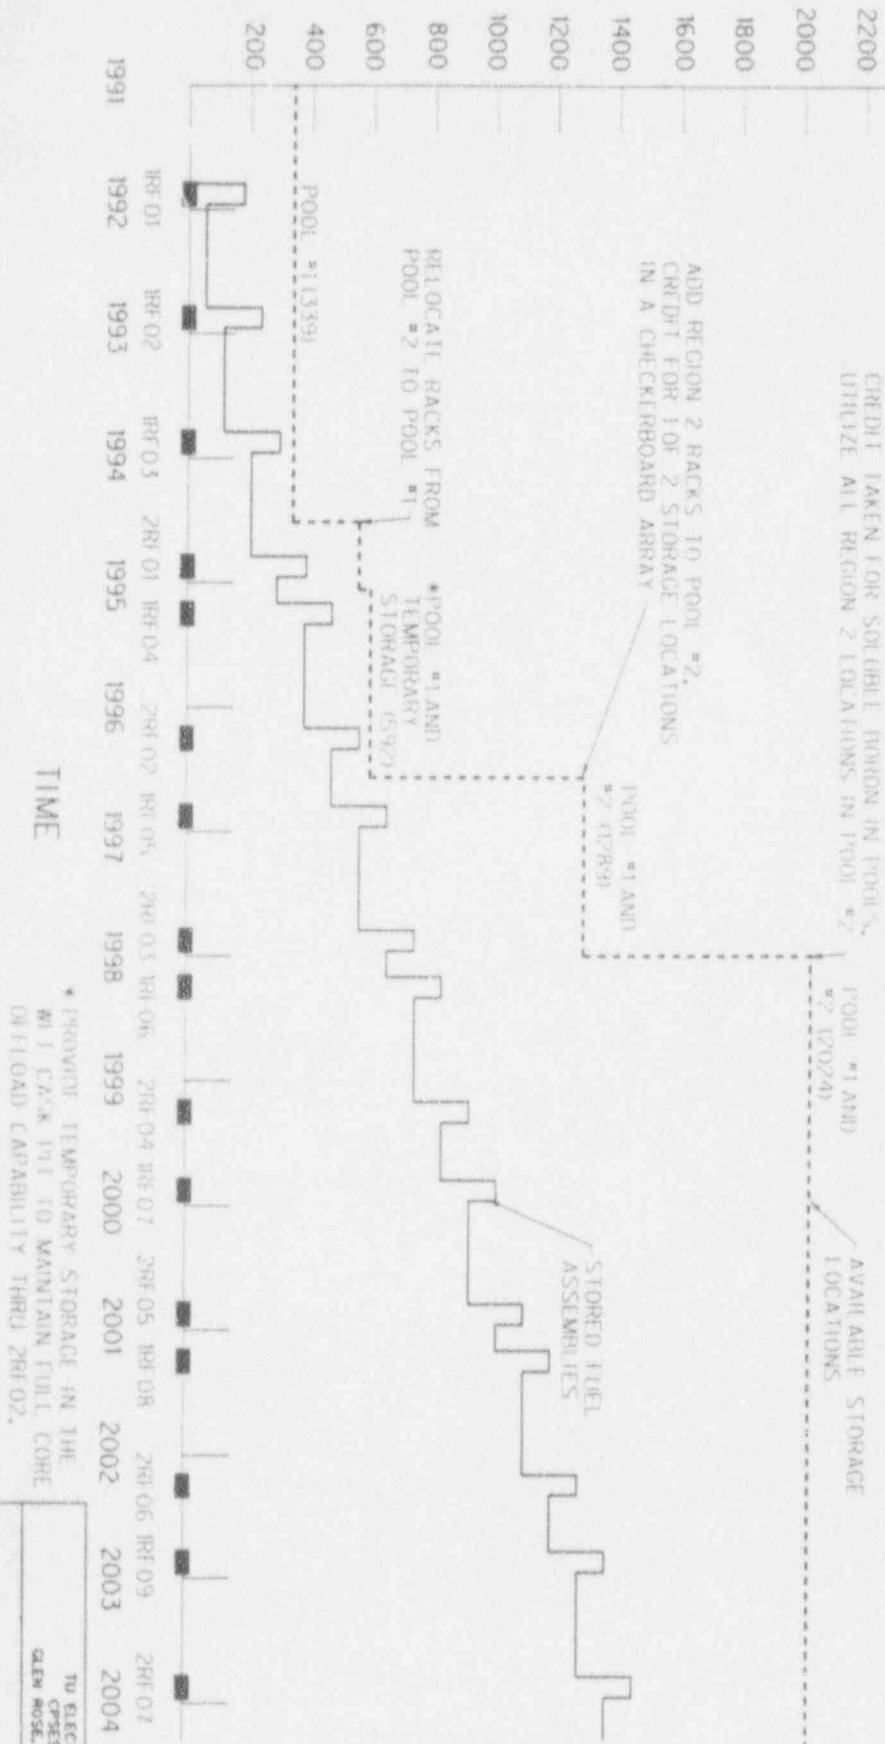 2200
2000
1800
1600
1400
1200
1000
800
600
400
200
CREDIT TAKEN FOR SOLUBLE BORON IN POOLS.
UTILIZE ALL REGION 2 LOCATIONS IN POOL #2
ADD REGION 2 RACKS TO POOL #2.
CREDIT FOR 1 OF 2 STORAGE LOCATIONS
IN A CHECKERBOARD ARRAY
RELOCATE RACKS FROM
POOL #2 TO POOL #1
POOL #1 (339)
*POOL #1 AND
TEMPORARY
STORAGE (592)
POOL #1 AND
#2 (1289)
POOL #1 AND
#2 (2024)
AVAILABLE STORAGE
LOCATIONS
STORED FUEL
ASSEMBLIES
1RF01 1RF02 1RF03 2RF01 1RF04 2RF02 1RF05 2RF03 1RF06 2RF04 1RF07 2RF05 1RF08 2RF06 1RF09 2RF07
1991 1992 1993 1994 1995 1996 1997 1998 1999 2000 2001 2002 2003 2004
TIME
* PROVIDE TEMPORARY STORAGE IN THE
WET CASK PIT TO MAINTAIN FULL CORE
OFFLOAD CAPABILITY THRU 2RF02.
TU ELEC
CPSES
GLEN ROSE,